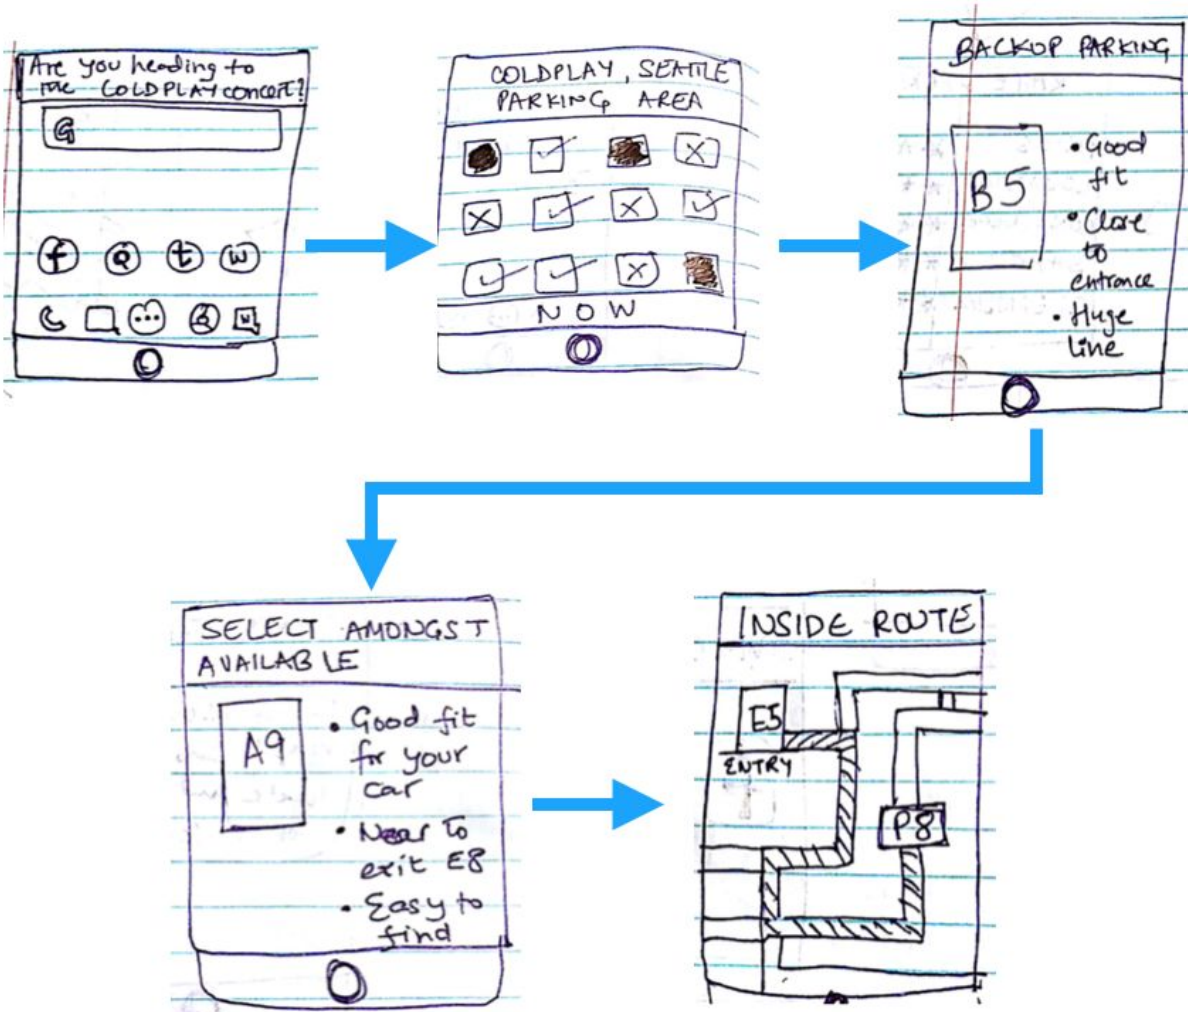 Are you heading to
the COLDPLAY concert?
G
f
t
w
COLDPLAY, SEATTLE
PARKING AREA
NOW
BACKUP PARKING
B5
• Good
fit
• Close
to
entrance
• Huge
line
SELECT AMONGST
AVAILABLE
A9
• Good fit
for your
car
• Near to
exit E8
• Easy to
find
INSIDE ROUTE
E5
ENTRY
P8